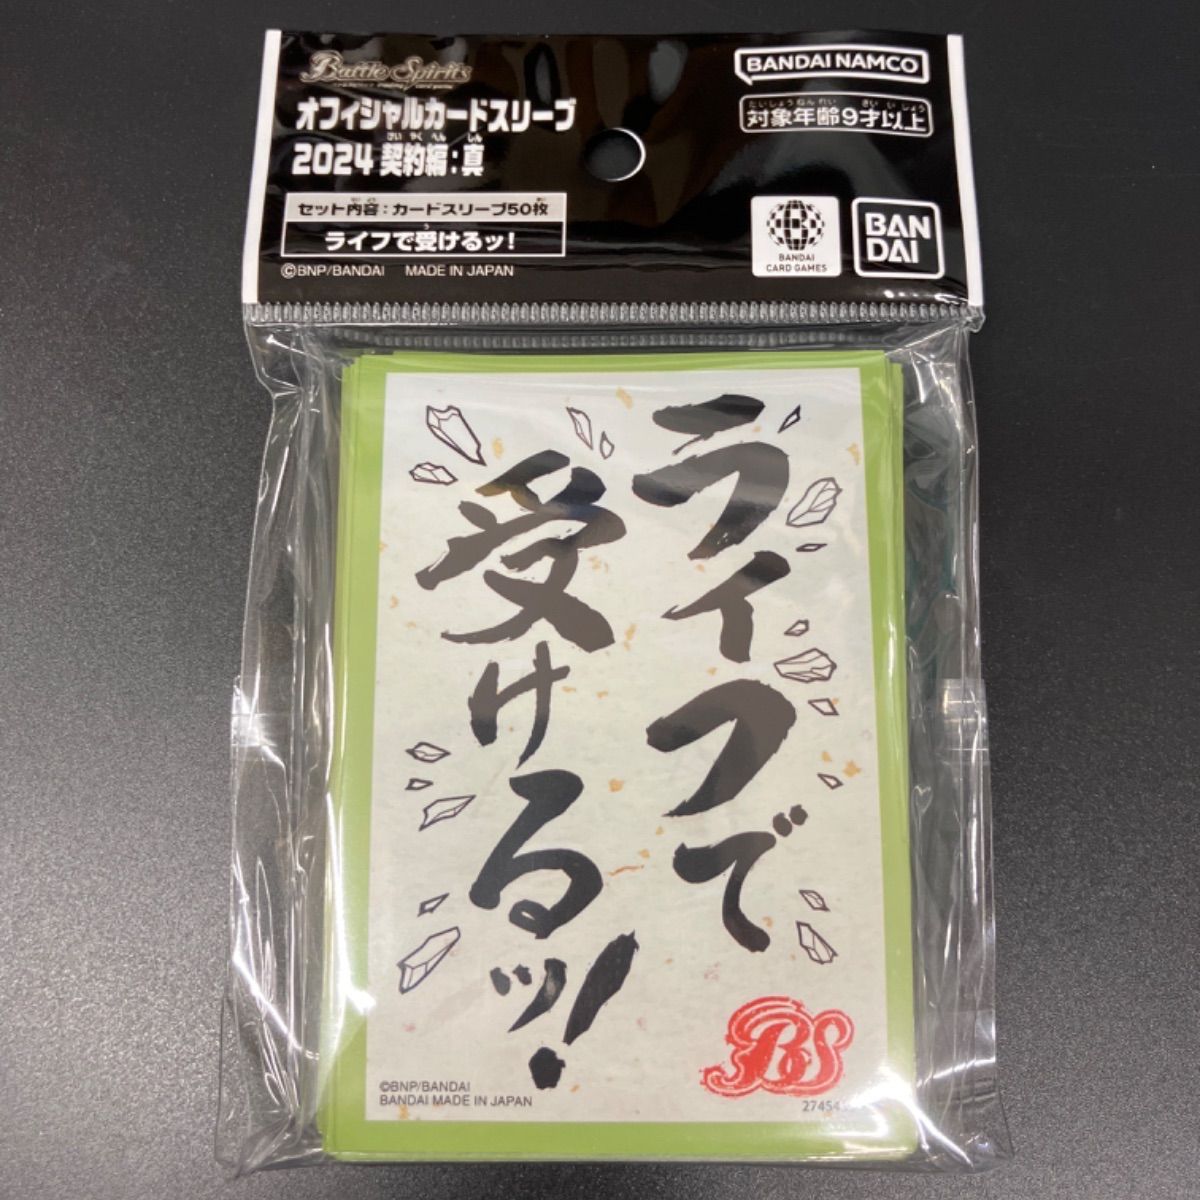 Battle Spirits
オフィシャルカードスリーブ
2024 契約編:真
セット内容:カードスリーブ50枚
ライフで受けるッ!
©BNP/BANDAI MADE IN JAPAN
BANDAI NAMCO
対象年齢9才以上
BANDAI
CARD GAMES
BAN
DAI
ライフで
受けるッ!
BS
©BNP/BANDAI
BANDAI MADE IN JAPAN